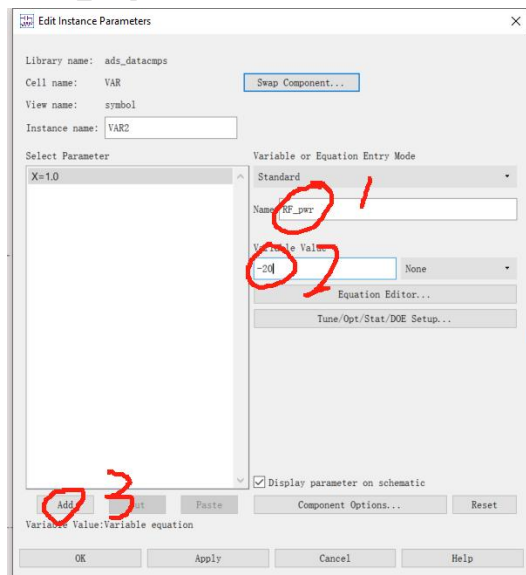 Edit Instance Parameters
Library name: ads_datacmps
Cell name: VAR
Swap Component...
View name: symbol
Instance name: VAR2
Select Parameter
Variable or Equation Entry Mode
X=1.0
Standard
1
Name RF_pwr
Variable Value
2
-20
None
Equation Editor...
Tune/Opt/Stat/DOE Setup...
Display parameter on schematic
3
Add
Paste
Component Options...
Reset
Variable Value:Variable equation
OK
Apply
Cancel
Help